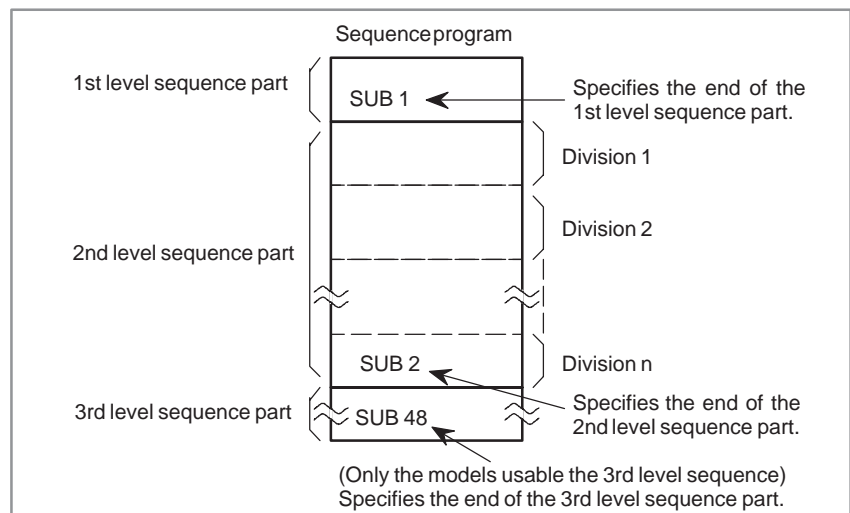 Sequence program
1st level sequence part
SUB 1
Specifies the end of the
1st level sequence part.
Division 1
Division 2
2nd level sequence part
SUB 2
Division n
Specifies the end of the
2nd level sequence part.
3rd level sequence part
SUB 48
(Only the models usable the 3rd level sequence)
Specifies the end of the 3rd level sequence part.